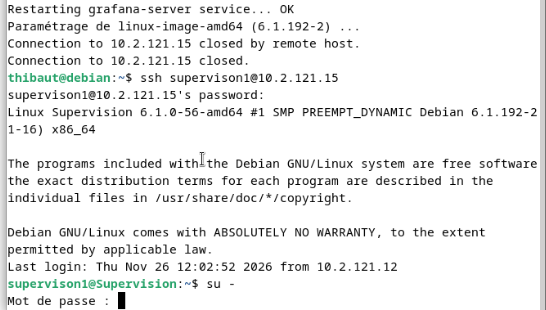 Restarting grafana-server service... OK
Paramétrage de linux-image-amd64 (6.1.192-2) ...
Connection to 10.2.121.15 closed by remote host.
Connection to 10.2.121.15 closed.
thibaut@debian:~$ ssh supervison1@10.2.121.15
supervison1@10.2.121.15's password:
Linux Supervision 6.1.0-56-amd64 #1 SMP PREEMPT_DYNAMIC Debian 6.1.192-2
1-16) x86_64
The programs included with the Debian GNU/Linux system are free software
the exact distribution terms for each program are described in the
individual files in /usr/share/doc/*/copyright.
Debian GNU/Linux comes with ABSOLUTELY NO WARRANTY, to the extent
permitted by applicable law.
Last login: Thu Nov 26 12:02:52 2026 from 10.2.121.12
supervison1@Supervision:~$ su -
Mot de passe :